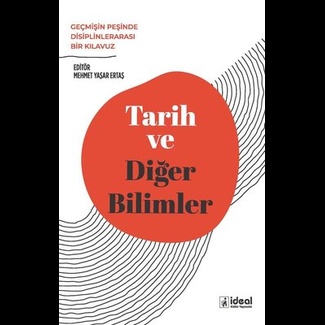 GEÇMİŞİN PEŞİNDE
DİSİPLİNLERARASI
BİR KILAVUZ
EDİTÖR
MEHMET YAŞAR ERTAŞ
Tarih
ve
Diğer
Bilimler
ideal